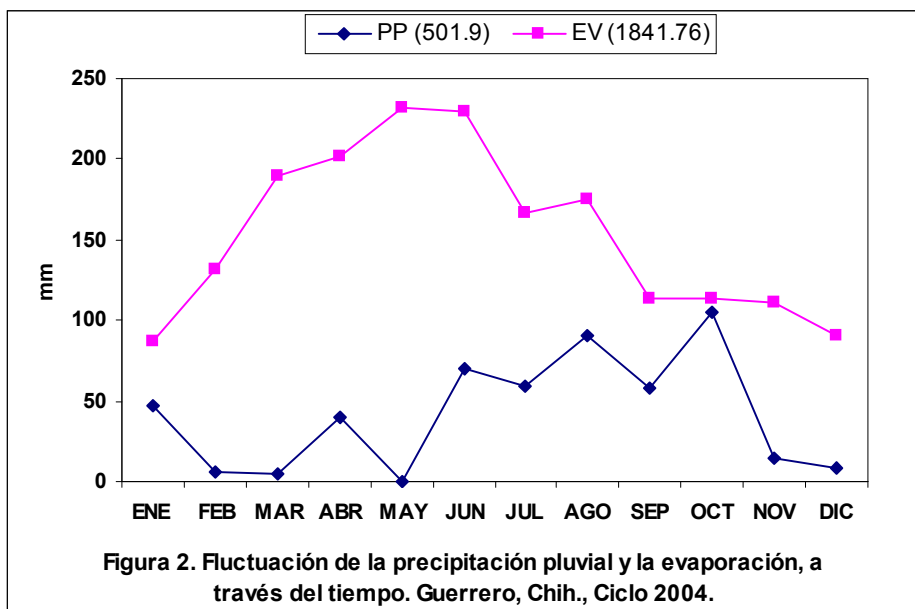 PP (501.9) EV (1841.76)
250
200
150
100
50
0
mm
ENE FEB MAR ABR MAY JUN JUL AGO SEP OCT NOV DIC
Figura 2. Fluctuación de la precipitación pluvial y la evaporación, a
través del tiempo. Guerrero, Chih., Ciclo 2004.